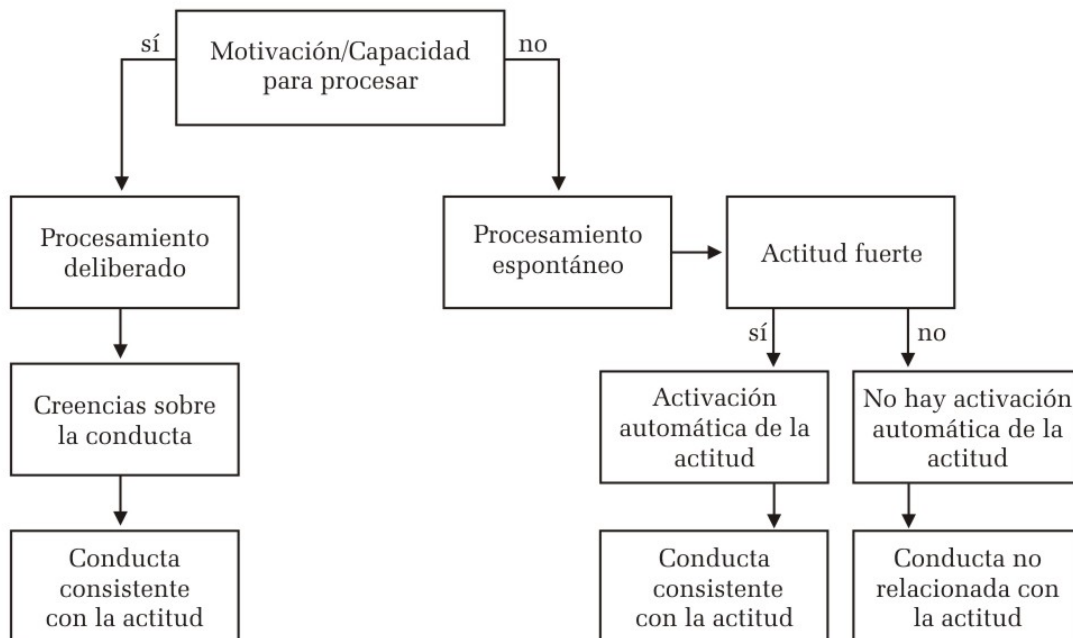 sí
Motivación/Capacidad
para procesar
no
Procesamiento
deliberado
Procesamiento
espontáneo
Actitud fuerte
sí
no
Creencias sobre
la conducta
Activación
automática de la
actitud
No hay activación
automática de la
actitud
Conducta
consistente
con la actitud
Conducta
consistente
con la actitud
Conducta no
relacionada con
la actitud